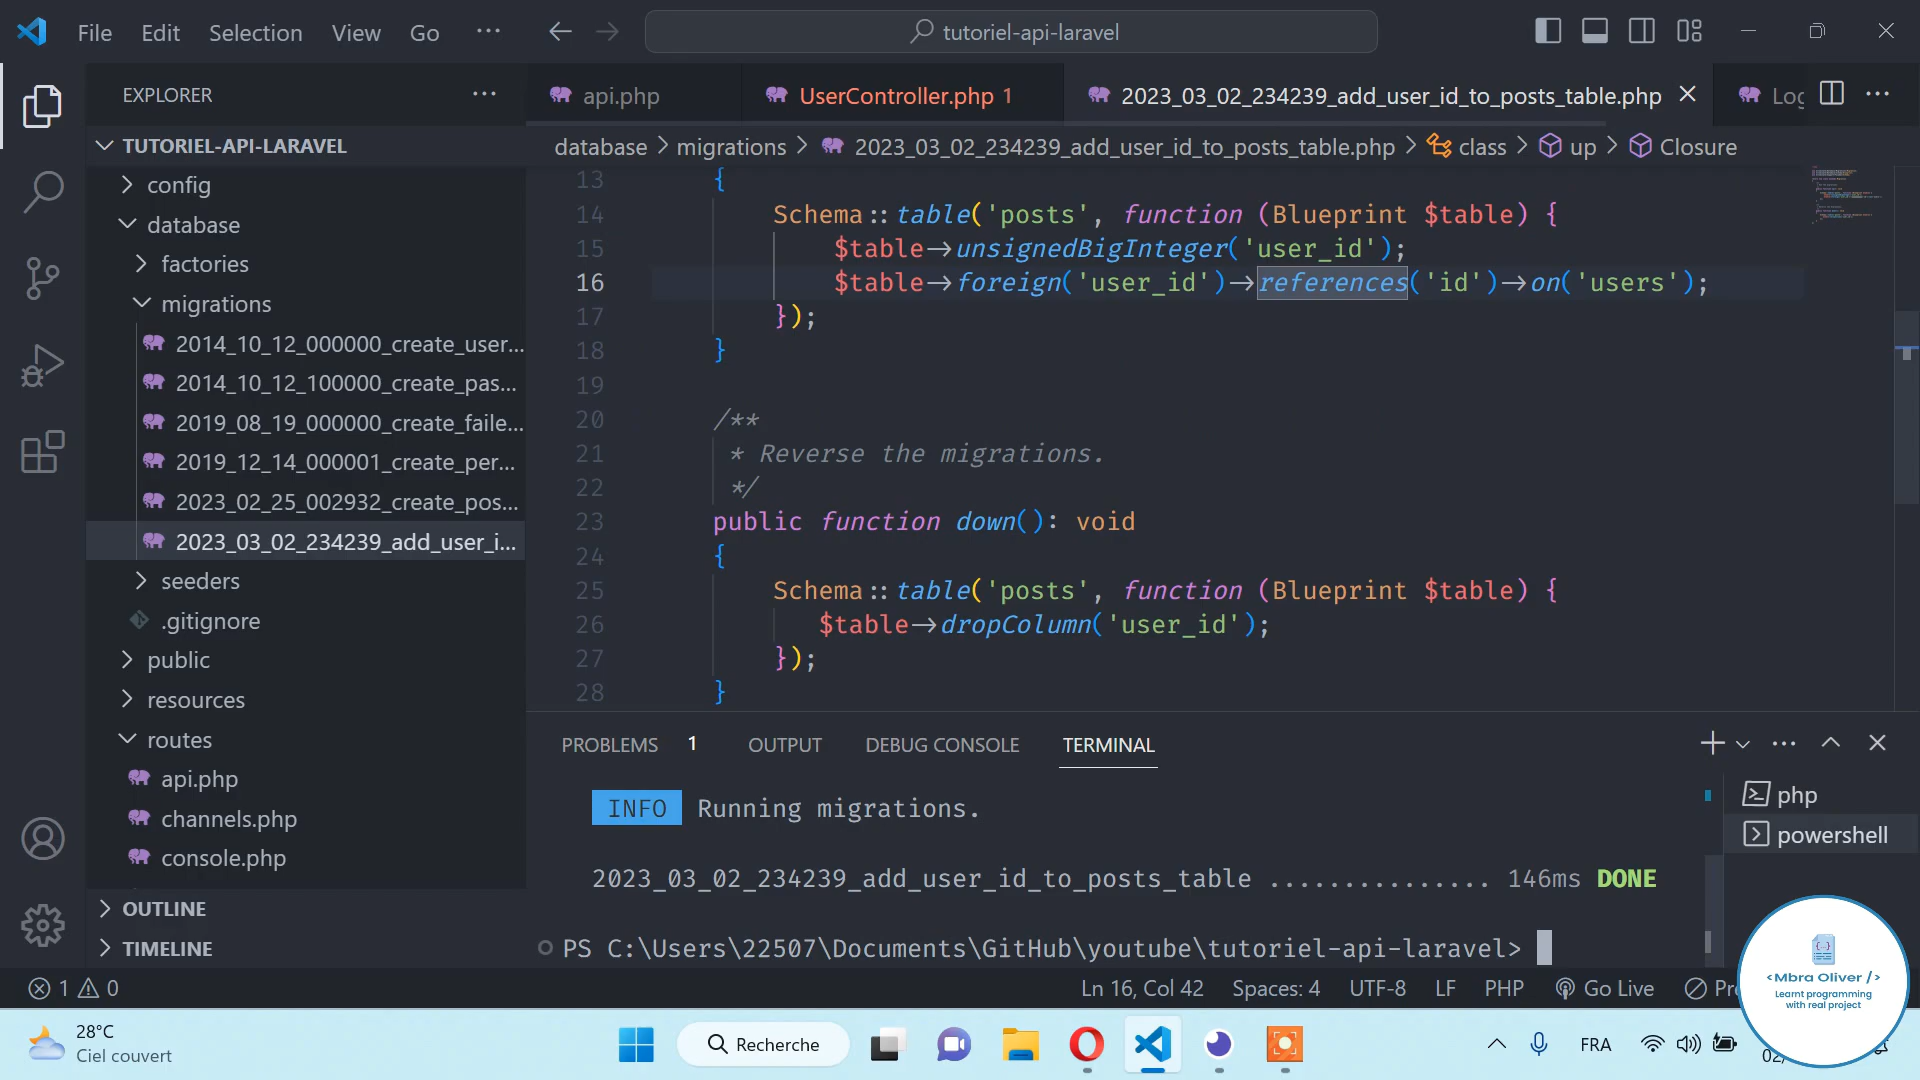 File Edit Selection View Go ··· tutoriel-api-laravel
EXPLORER ···
TUTORIEL-API-LARAVEL
config
database
factories
migrations
2014_10_12_000000_create_user...
2014_10_12_100000_create_pas...
2019_08_19_000000_create_faile...
2019_12_14_000001_create_per...
2023_02_25_002932_create_pos...
2023_03_02_234239_add_user_i...
seeders
.gitignore
public
resources
routes
api.php
channels.php
console.php
OUTLINE
TIMELINE
api.php UserController.php 1 2023_03_02_234239_add_user_id_to_posts_table.php
database > migrations > 2023_03_02_234239_add_user_id_to_posts_table.php > class > up > Closure
13 {
14 Schema::table('posts', function (Blueprint $table) {
15 $table->unsignedBigInteger('user_id');
16 $table->foreign('user_id')->references('id')->on('users');
17 });
18 }
19
20 /**
21 * Reverse the migrations.
22 */
23 public function down(): void
24 {
25 Schema::table('posts', function (Blueprint $table) {
26 $table->dropColumn('user_id');
27 });
28 }
PROBLEMS 1 OUTPUT DEBUG CONSOLE TERMINAL
INFO Running migrations.
2023_03_02_234239_add_user_id_to_posts_table ............... 146ms DONE
PS C:\Users\22507\Documents\GitHub\youtube\tutoriel-api-laravel>
php
powershell
1 0 Ln 16, Col 42 Spaces: 4 UTF-8 LF PHP Go Live
<Mbra Oliver />
Learnt programming
with real project
28°C
Ciel couvert
Recherche
FRA